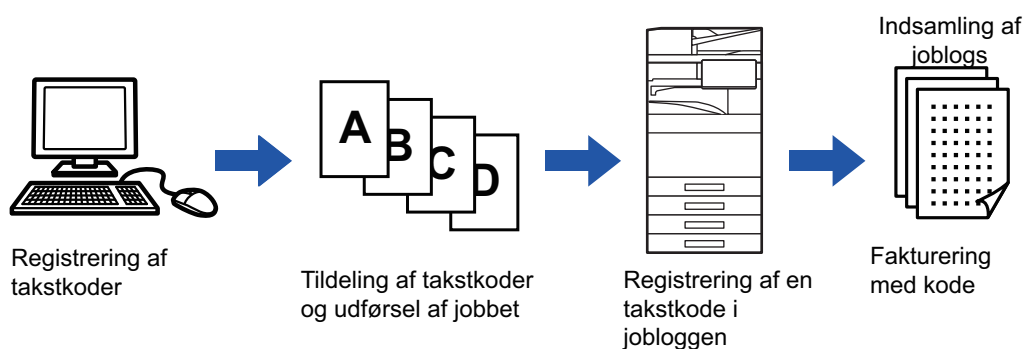 Registrering af
takstkoder
A
B
C
D
Tildeling af takstkoder
og udførsel af jobbet
Registrering af en
takstkode i
jobloggen
Indsamling af
joblogs
Fakturering
med kode